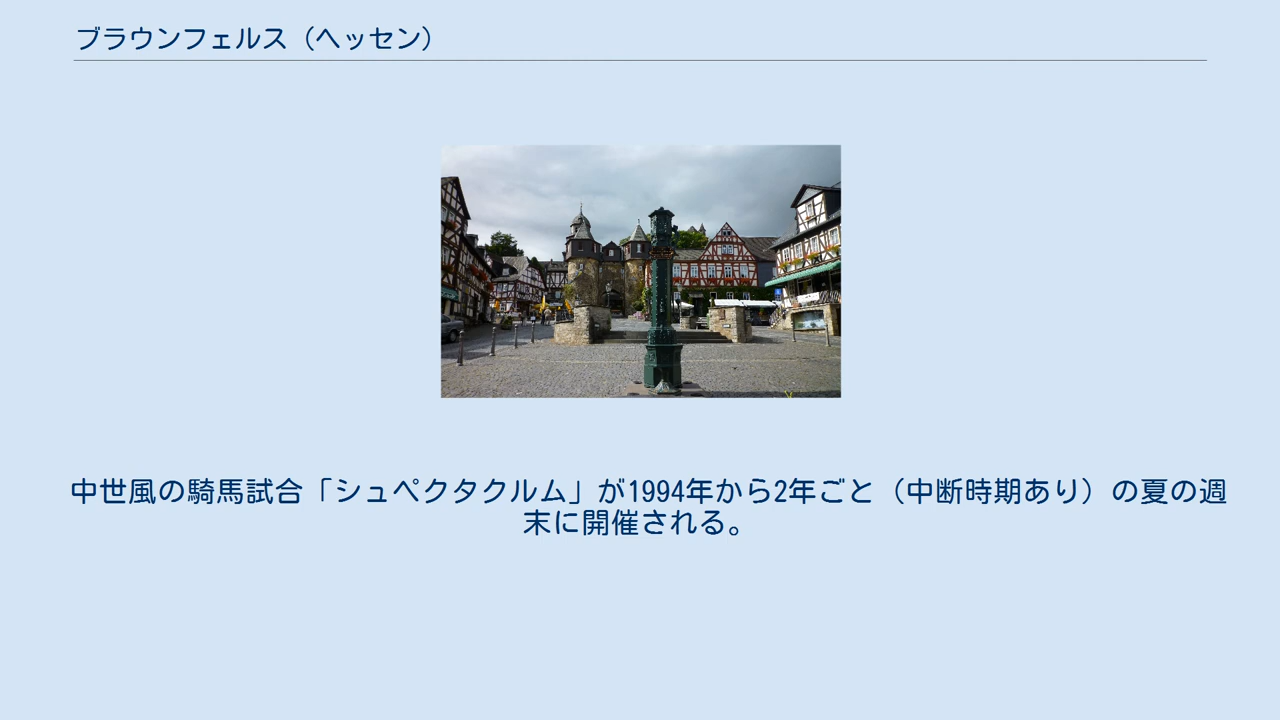 ブラウンフェルス（ヘッセン）
中世風の騎馬試合「シュペクタクルム」が1994年から2年ごと（中断時期あり）の夏の週
末に開催される。